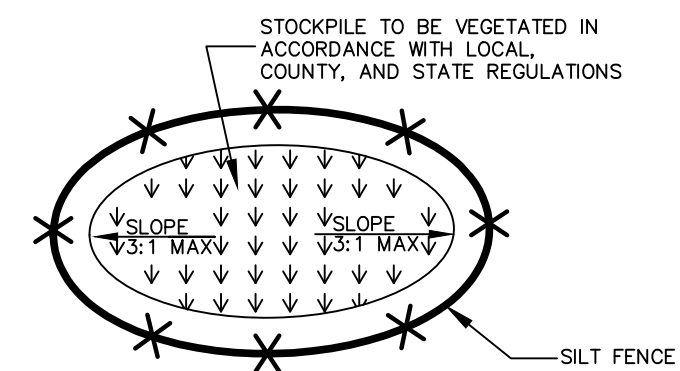 STOCKPILE TO BE VEGETATED IN
ACCORDANCE WITH LOCAL,
COUNTY, AND STATE REGULATIONS
SLOPE
3:1 MAX
SLOPE
3:1 MAX
SILT FENCE